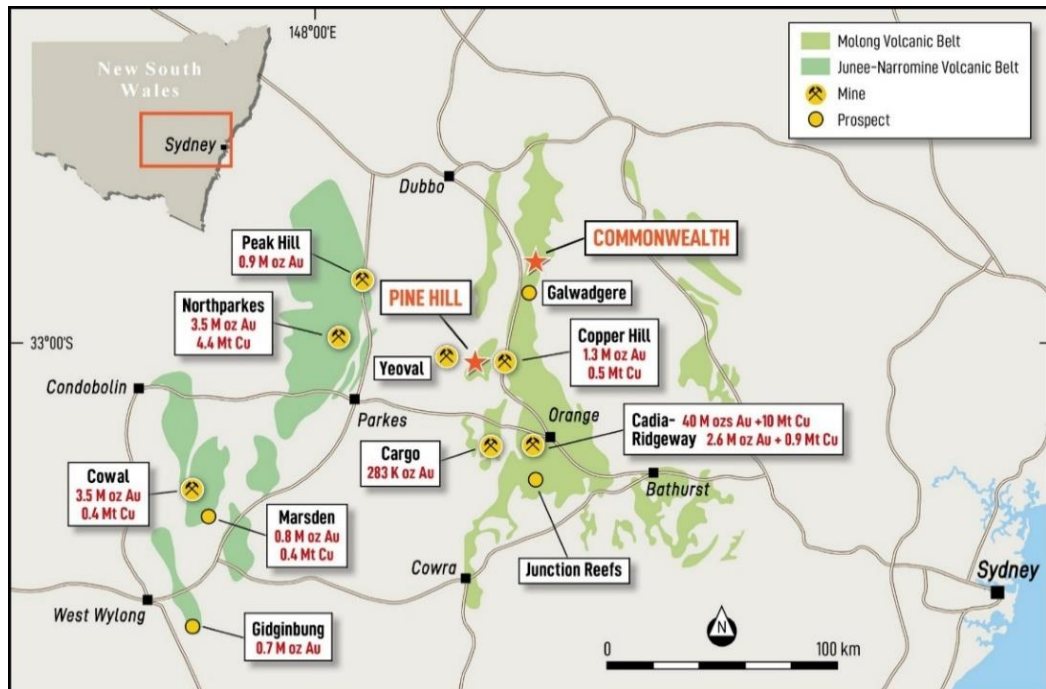 148°00'E
New South
Wales
Sydney
Molong Volcanic Belt
Junee-Narromine Volcanic Belt
Mine
Prospect
Dubbo
COMMONWEALTH
Peak Hill
0.9 M oz Au
PINE HILL
Galwadgere
Northparkes
3.5 M oz Au
4.4 Mt Cu
33°00'S
Yeoval
Copper Hill
1.3 M oz Au
0.5 Mt Cu
Condobolin
Parkes
Orange
Cadia-
Ridgeway
40 M ozs Au +10 Mt Cu
2.6 M oz Au + 0.9 Mt Cu
Cargo
283 K oz Au
Cowal
3.5 M oz Au
0.4 Mt Cu
Bathurst
Marsden
0.8 M oz Au
0.4 Mt Cu
Junction Reefs
Cowra
Sydney
West Wylong
Gidginbung
0.7 M oz Au
N
0
100 km